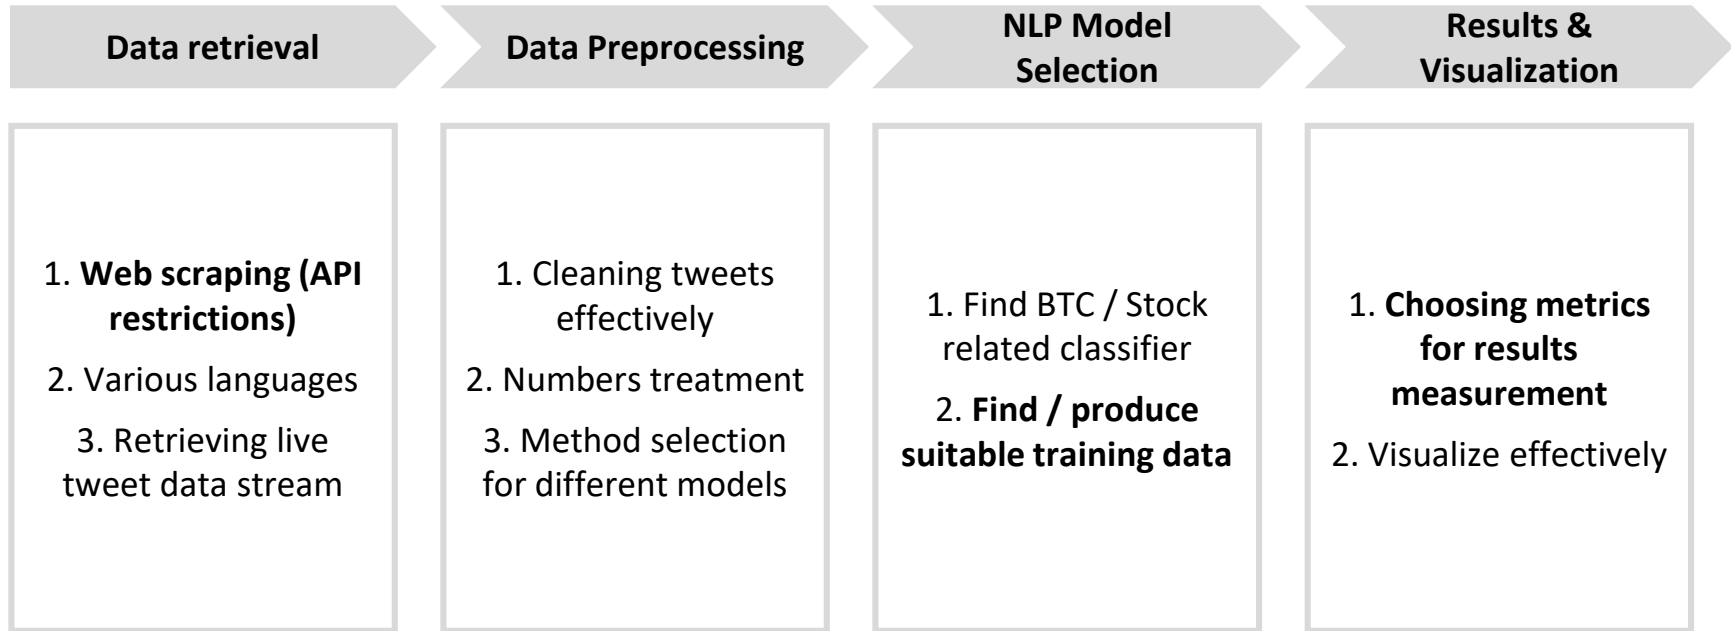 Data retrieval
Data Preprocessing
NLP Model
Selection
Results &
Visualization
1. Web scraping (API
restrictions)
2. Various languages
3. Retrieving live
tweet data stream
1. Cleaning tweets
effectively
2. Numbers treatment
3. Method selection
for different models
1. Find BTC / Stock
related classifier
2. Find / produce
suitable training data
1. Choosing metrics
for results
measurement
2. Visualize effectively